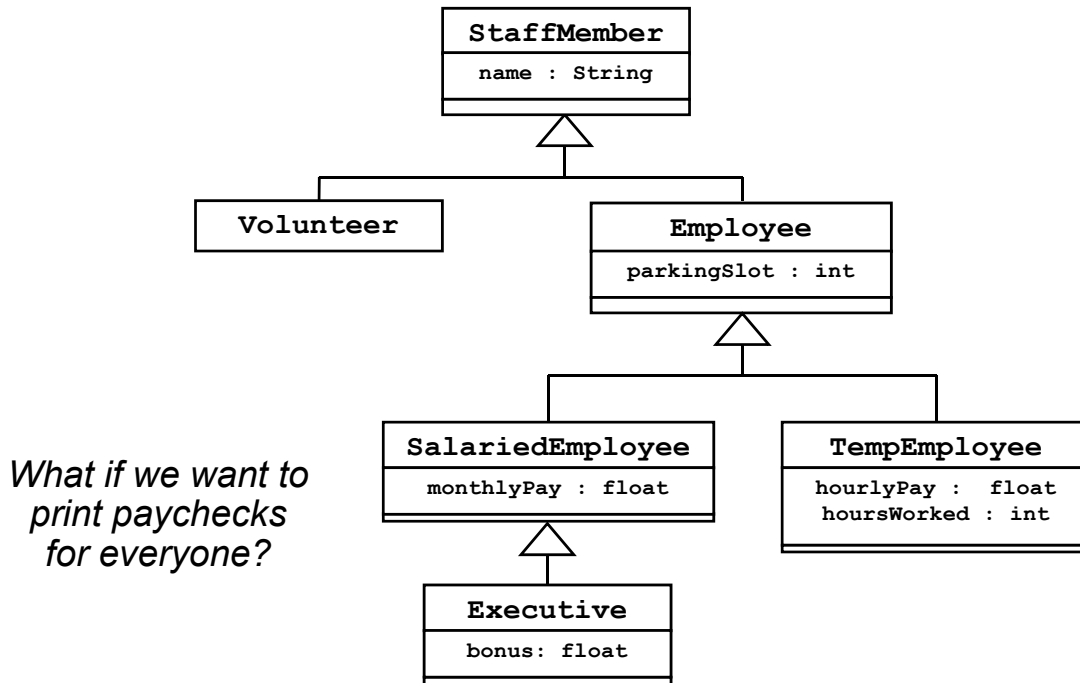 StaffMember
name : String
Volunteer
Employee
parkingSlot : int
SalariedEmployee
monthlyPay : float
TempEmployee
hourlyPay :  float
hoursWorked : int
What if we want to
print paychecks
for everyone?
Executive
bonus: float